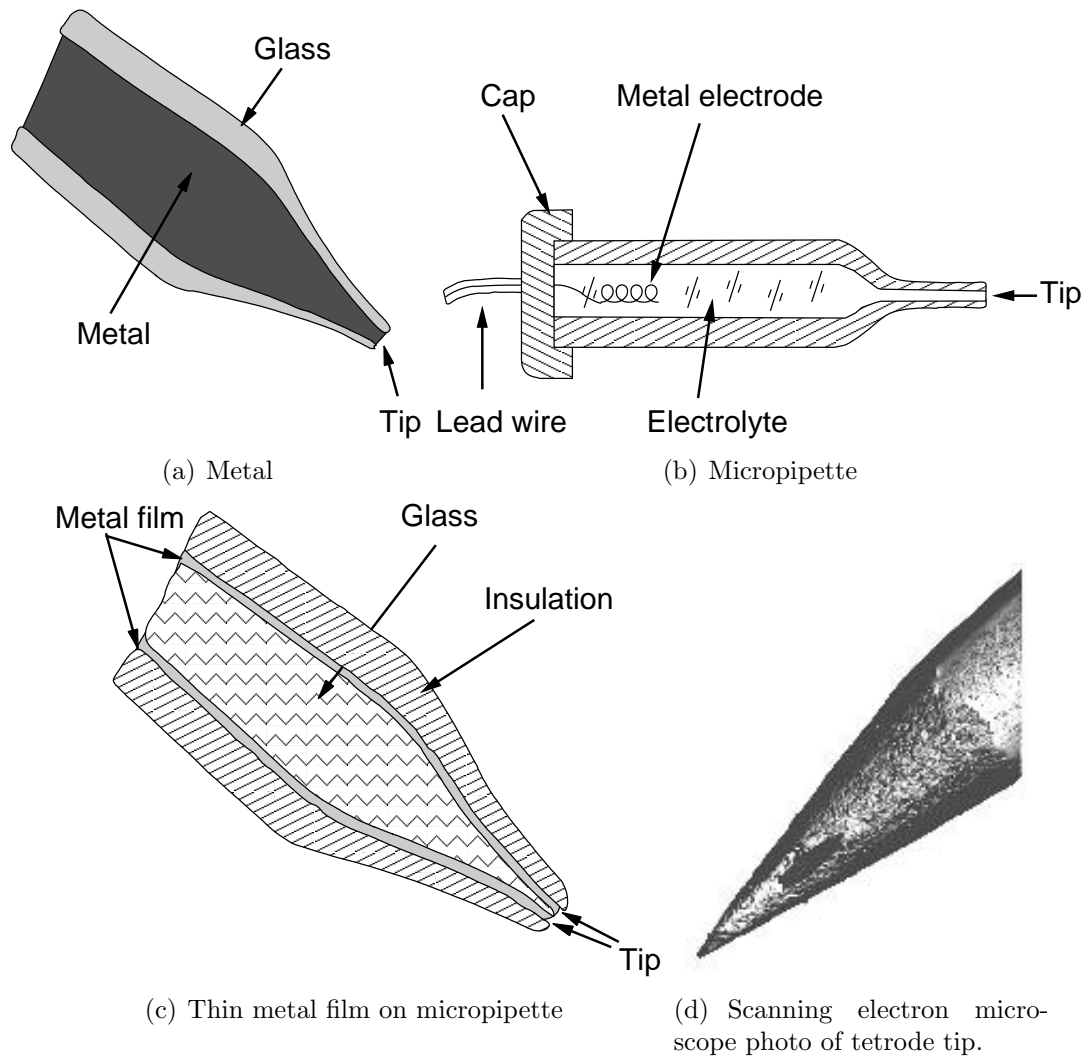 Glass
Metal
Tip
Cap
Metal electrode
Lead wire
Electrolyte
Tip
(a) Metal
(b) Micropipette
Metal film
Glass
Insulation
Tip
(c) Thin metal film on micropipette
(d) Scanning electron micro-
scope photo of tetrode tip.